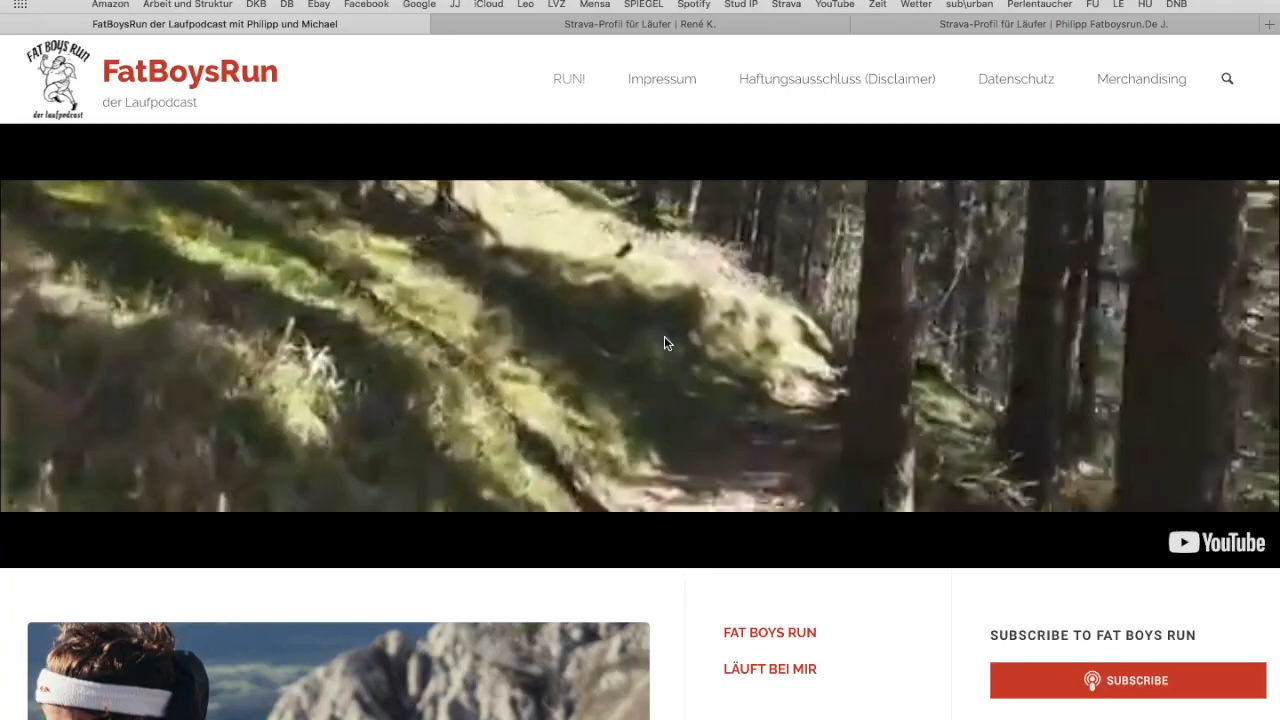 Amazon Arbeit und Struktur DKB DB Ebay Facebook Google JJ iCloud Leo LVZ Mensa SPIEGEL Spotify Stud IP Strava YouTube Zeit Wetter sub\urban Perlentaucher FU LE HU DNB
FatBoysRun der Laufpodcast mit Philipp und Michael Strava-Profil für Läufer | René K. Strava-Profil für Läufer | Philipp Fatboysrun.De J.
FAT BOYS RUN
der laufpodcast
FatBoysRun
der Laufpodcast
RUN! Impressum Haftungsausschluss (Disclaimer) Datenschutz Merchandising
YouTube
FAT BOYS RUN
LÄUFT BEI MIR
SUBSCRIBE TO FAT BOYS RUN
SUBSCRIBE